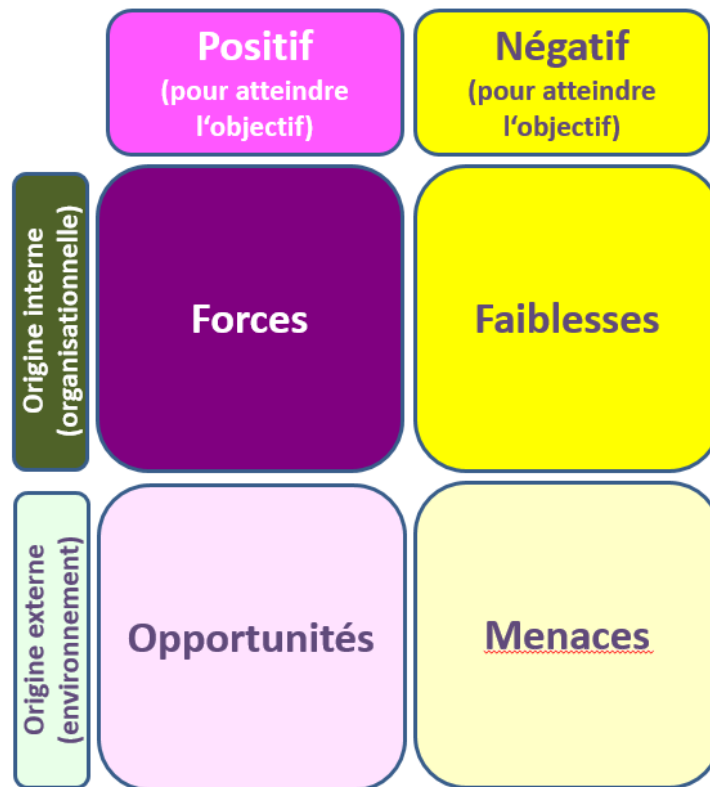 Positif
(pour atteindre
l‘objectif)
Négatif
(pour atteindre
l‘objectif)
Origine interne
(organisationnelle)
Forces
Faiblesses
Origine externe
(environnement)
Opportunités
Menaces